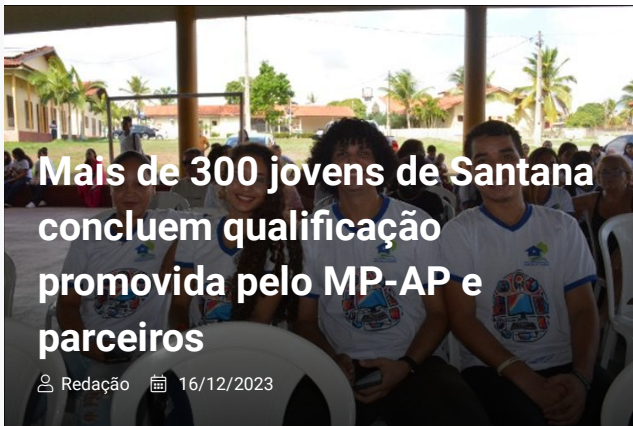 Mais de 300 jovens de Santana
concluem qualificação
promovida pelo MP-AP e
parceiros
Redação 16/12/2023